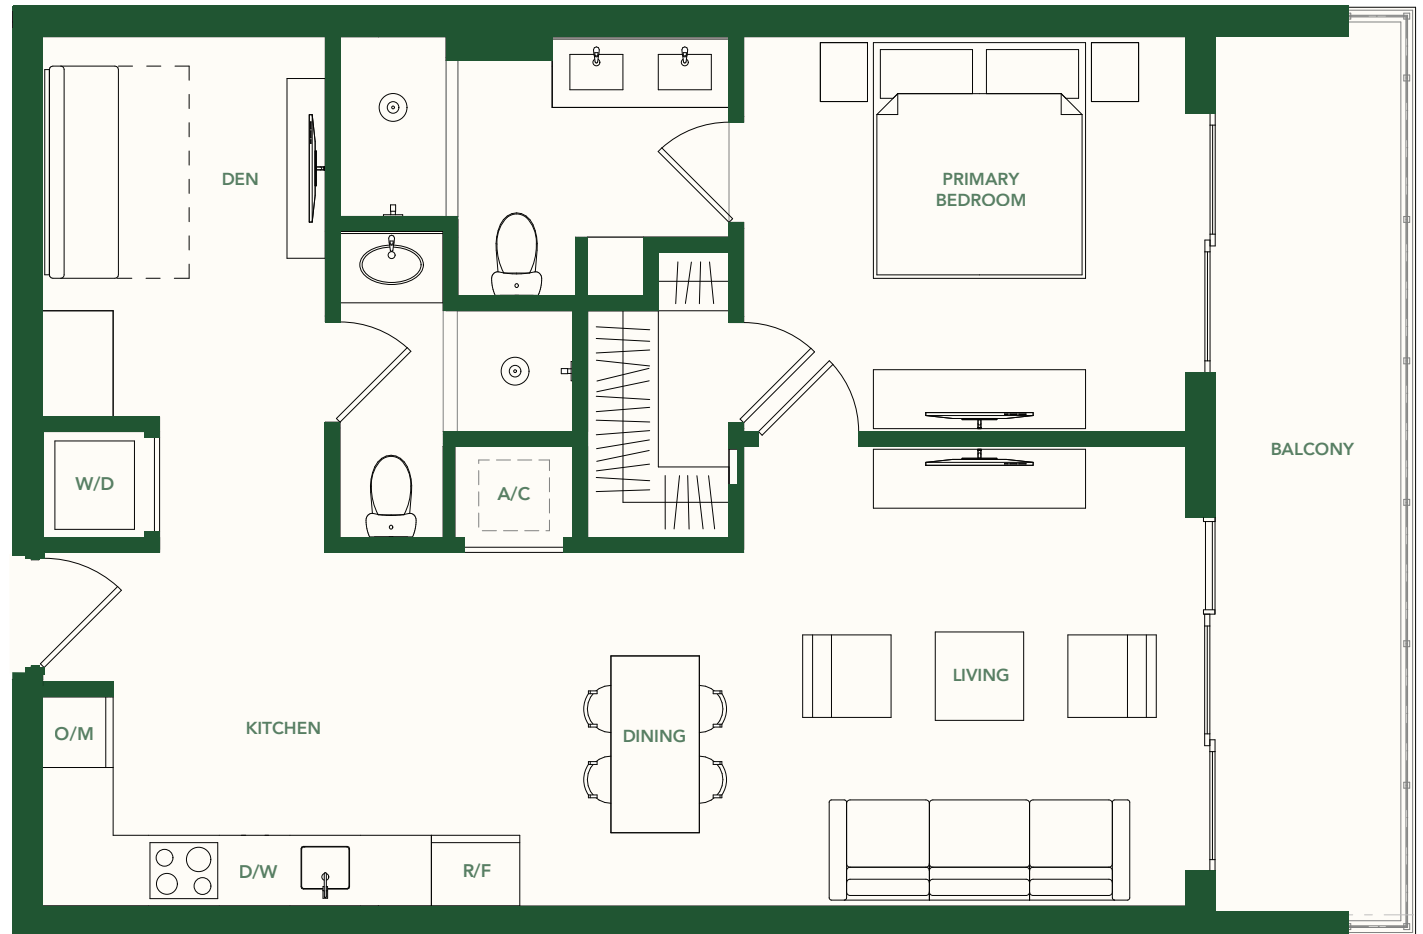 DEN
PRIMARY
BEDROOM
BALCONY
W/D
A/C
LIVING
O/M
KITCHEN
DINING
D/W
R/F